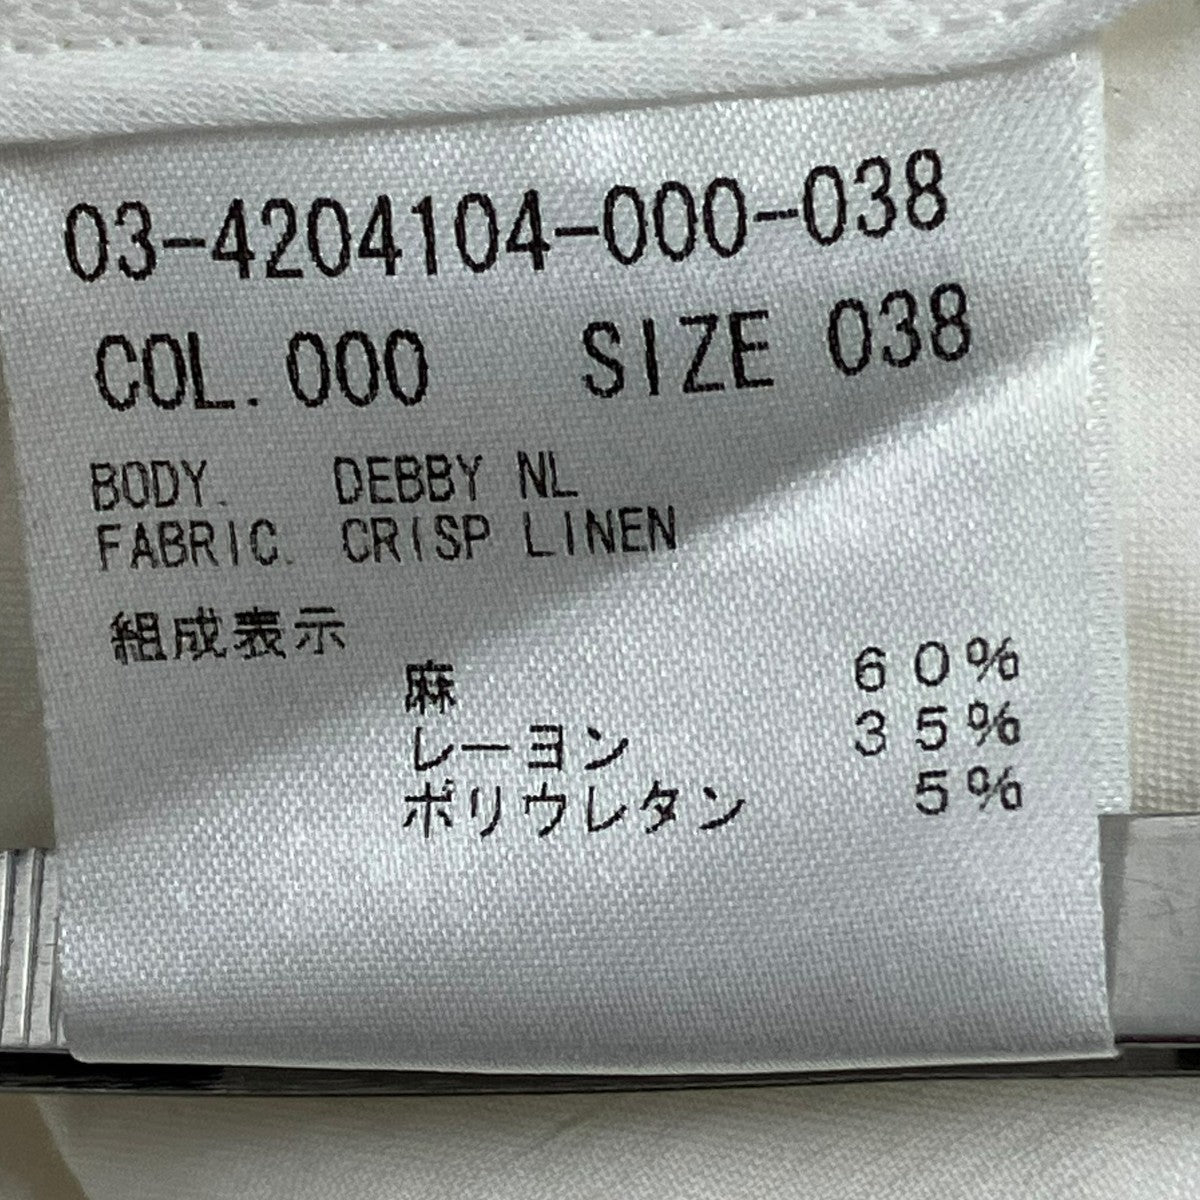 03-4204104-000-038
COL.000 SIZE 038
BODY. DEBBY NL
FABRIC. CRISP LINEN
組成表示
麻 60%
レーヨン 35%
ポリウレタン 5%